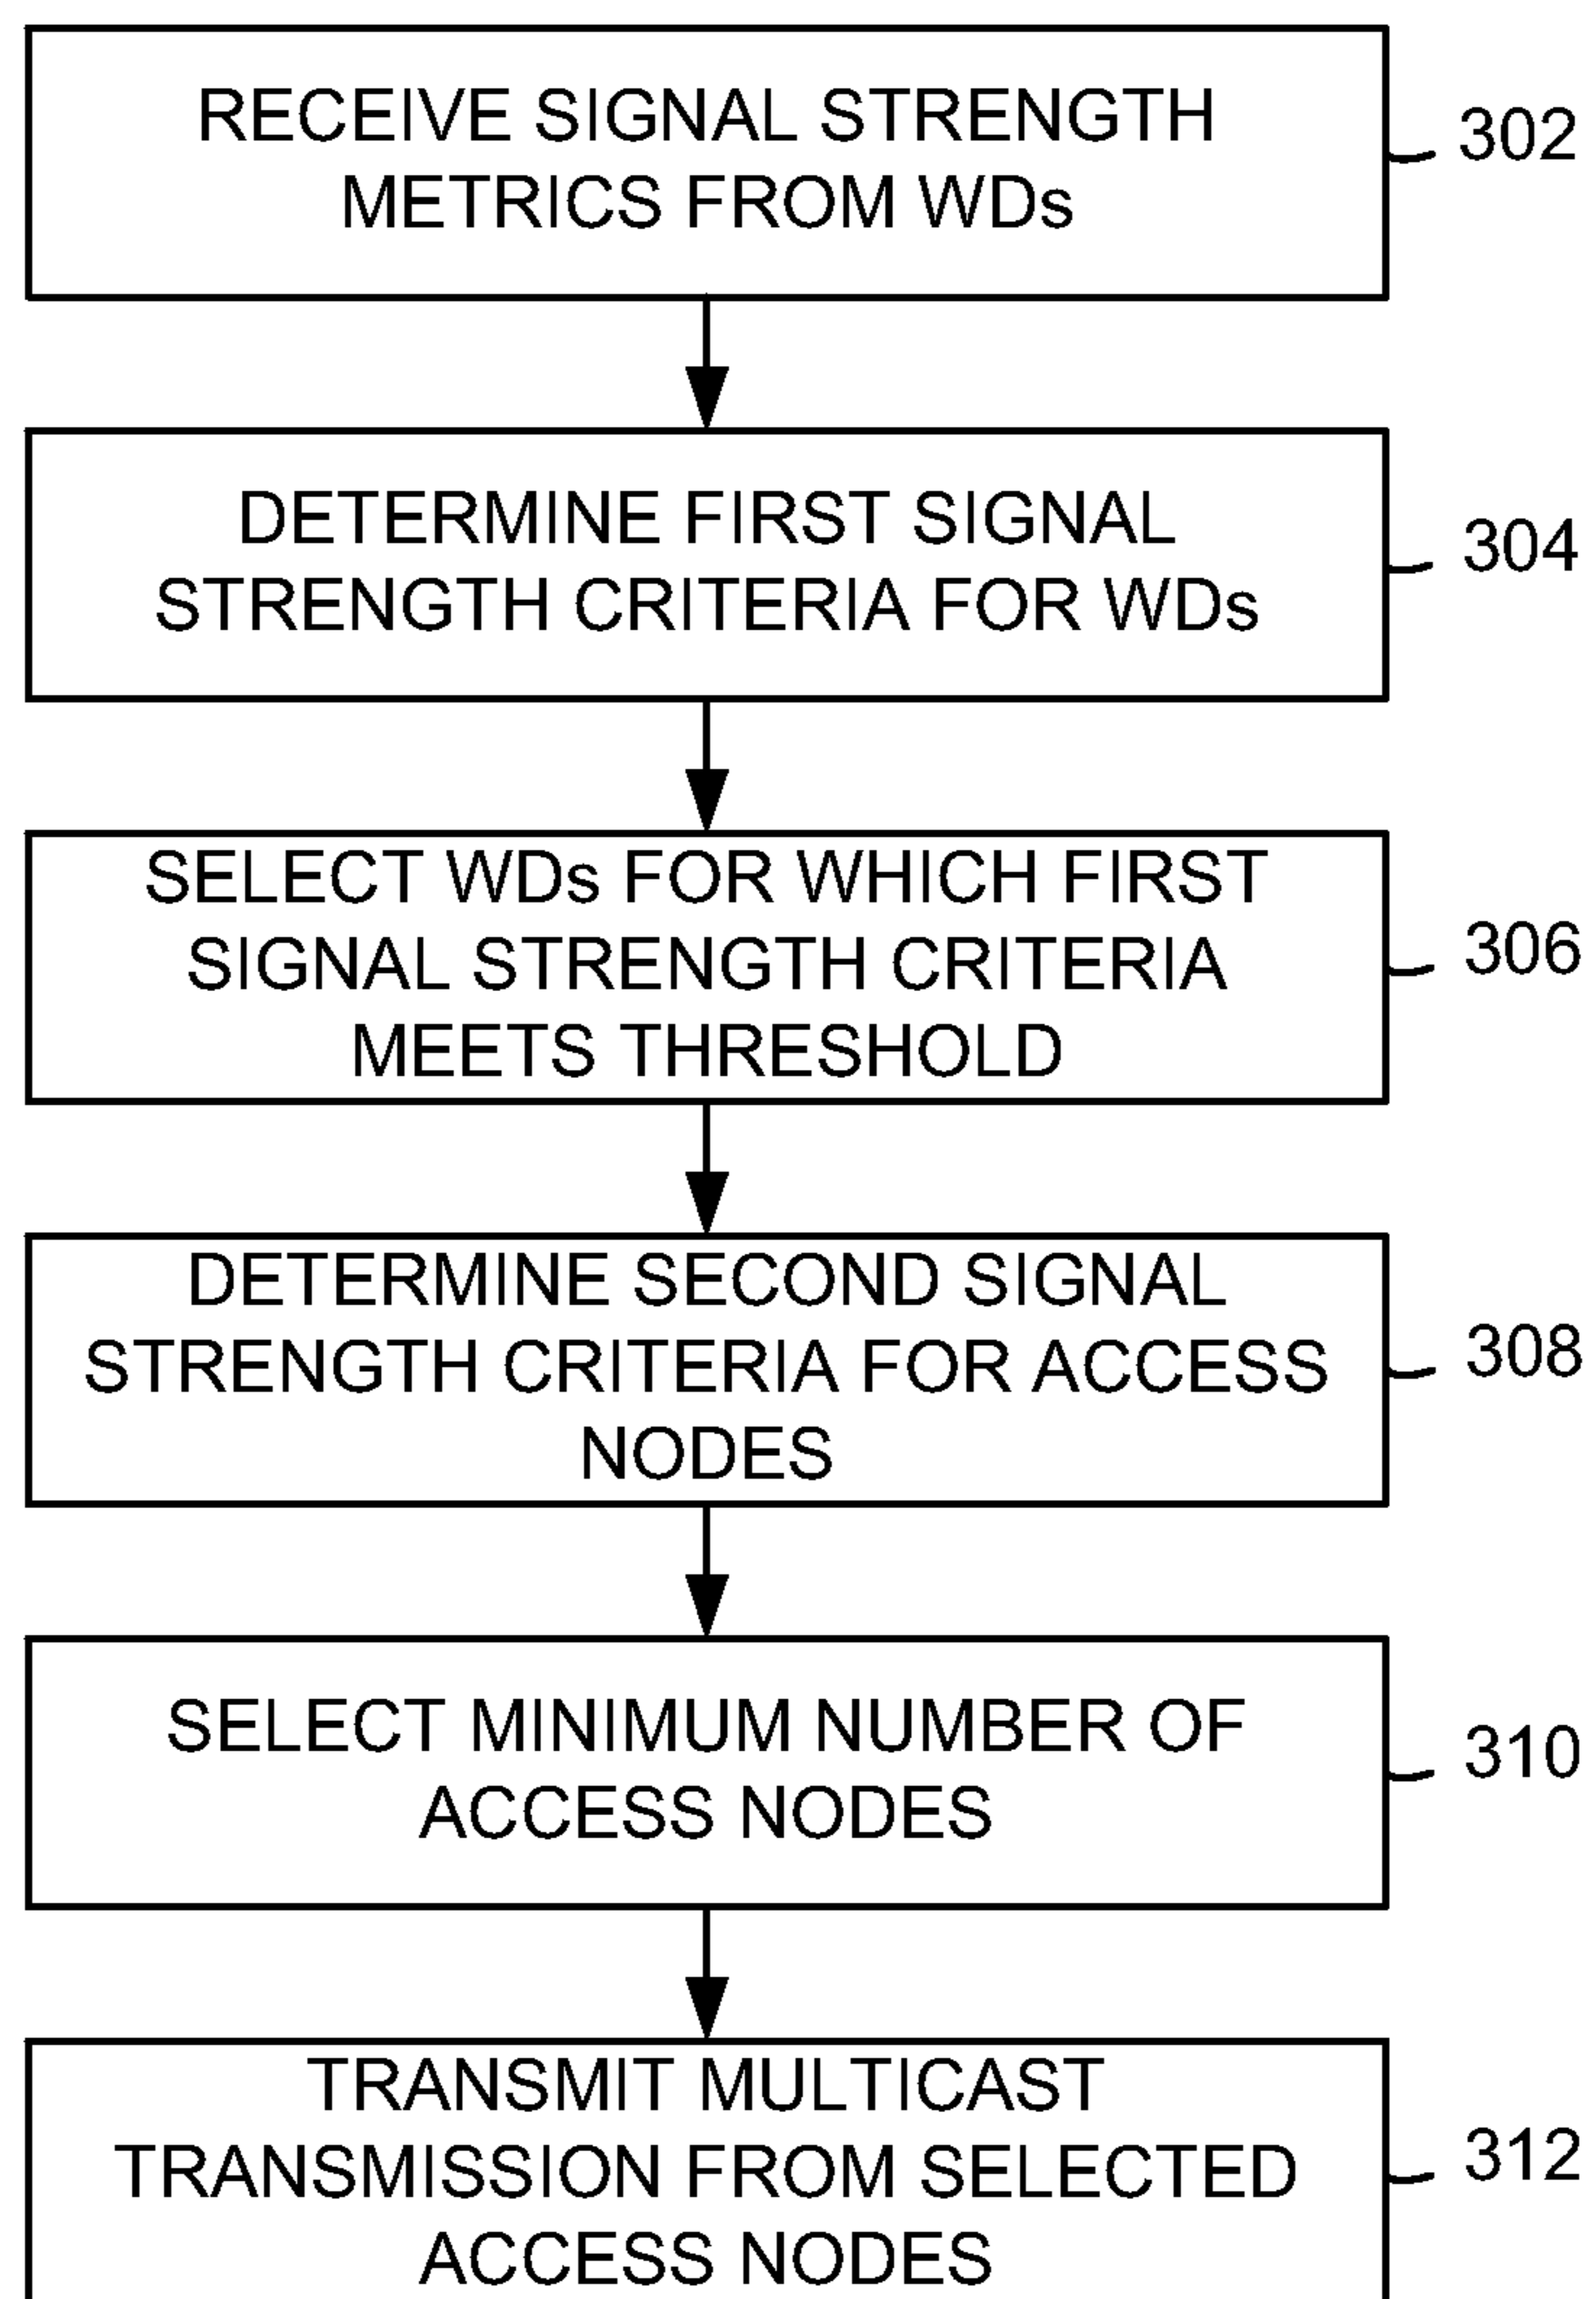 RECEIVE SIGNAL STRENGTH
METRICS FROM WDs
302
DETERMINE FIRST SIGNAL
STRENGTH CRITERIA FOR WDs
304
SELECT WDs FOR WHICH FIRST
SIGNAL STRENGTH CRITERIA
MEETS THRESHOLD
306
DETERMINE SECOND SIGNAL
STRENGTH CRITERIA FOR ACCESS
NODES
308
SELECT MINIMUM NUMBER OF
ACCESS NODES
310
TRANSMIT MULTICAST
TRANSMISSION FROM SELECTED
ACCESS NODES
312